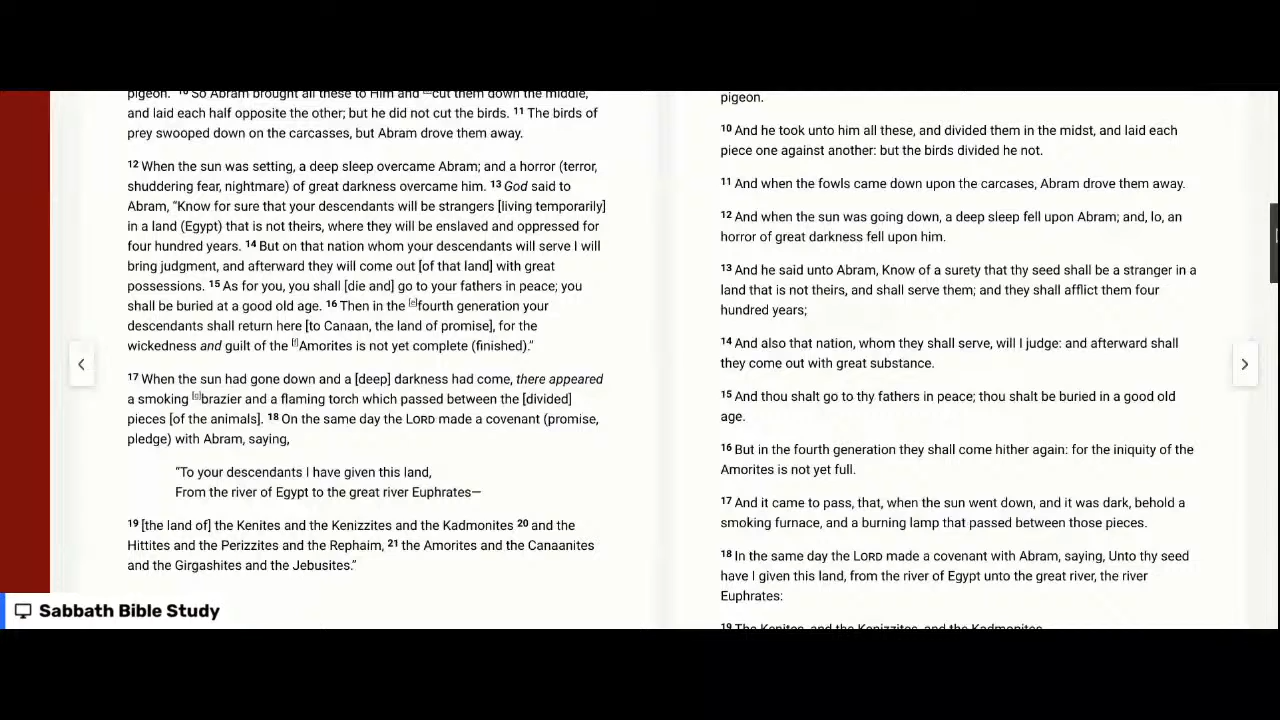 pigeon. 10 So Abram brought all these to Him and cut them down the middle,
and laid each half opposite the other; but he did not cut the birds. 11 The birds of
prey swooped down on the carcasses, but Abram drove them away.
12 When the sun was setting, a deep sleep overcame Abram; and a horror (terror,
shuddering fear, nightmare) of great darkness overcame him. 13 God said to
Abram, “Know for sure that your descendants will be strangers [living temporarily]
in a land (Egypt) that is not theirs, where they will be enslaved and oppressed for
four hundred years. 14 But on that nation whom your descendants will serve I will
bring judgment, and afterward they will come out [of that land] with great
possessions. 15 As for you, you shall [die and] go to your fathers in peace; you
shall be buried at a good old age. 16 Then in the [e]fourth generation your
descendants shall return here [to Canaan, the land of promise], for the
wickedness and guilt of the [f]Amorites is not yet complete (finished).”
17 When the sun had gone down and a [deep] darkness had come, there appeared
a smoking [g]brazier and a flaming torch which passed between the [divided]
pieces [of the animals]. 18 On the same day the LORD made a covenant (promise,
pledge) with Abram, saying,
“To your descendants I have given this land,
From the river of Egypt to the great river Euphrates—
19 [the land of] the Kenites and the Kenizzites and the Kadmonites 20 and the
Hittites and the Perizzites and the Rephaim, 21 the Amorites and the Canaanites
and the Girgashites and the Jebusites.”
pigeon.
10 And he took unto him all these, and divided them in the midst, and laid each
piece one against another: but the birds divided he not.
11 And when the fowls came down upon the carcases, Abram drove them away.
12 And when the sun was going down, a deep sleep fell upon Abram; and, lo, an
horror of great darkness fell upon him.
13 And he said unto Abram, Know of a surety that thy seed shall be a stranger in a
land that is not theirs, and shall serve them; and they shall afflict them four
hundred years;
14 And also that nation, whom they shall serve, will I judge: and afterward shall
they come out with great substance.
15 And thou shalt go to thy fathers in peace; thou shalt be buried in a good old
age.
16 But in the fourth generation they shall come hither again: for the iniquity of the
Amorites is not yet full.
17 And it came to pass, that, when the sun went down, and it was dark, behold a
smoking furnace, and a burning lamp that passed between those pieces.
18 In the same day the LORD made a covenant with Abram, saying, Unto thy seed
have I given this land, from the river of Egypt unto the great river, the river
Euphrates:
19 The Kenites, and the Kenizzites, and the Kadmonites,
Sabbath Bible Study